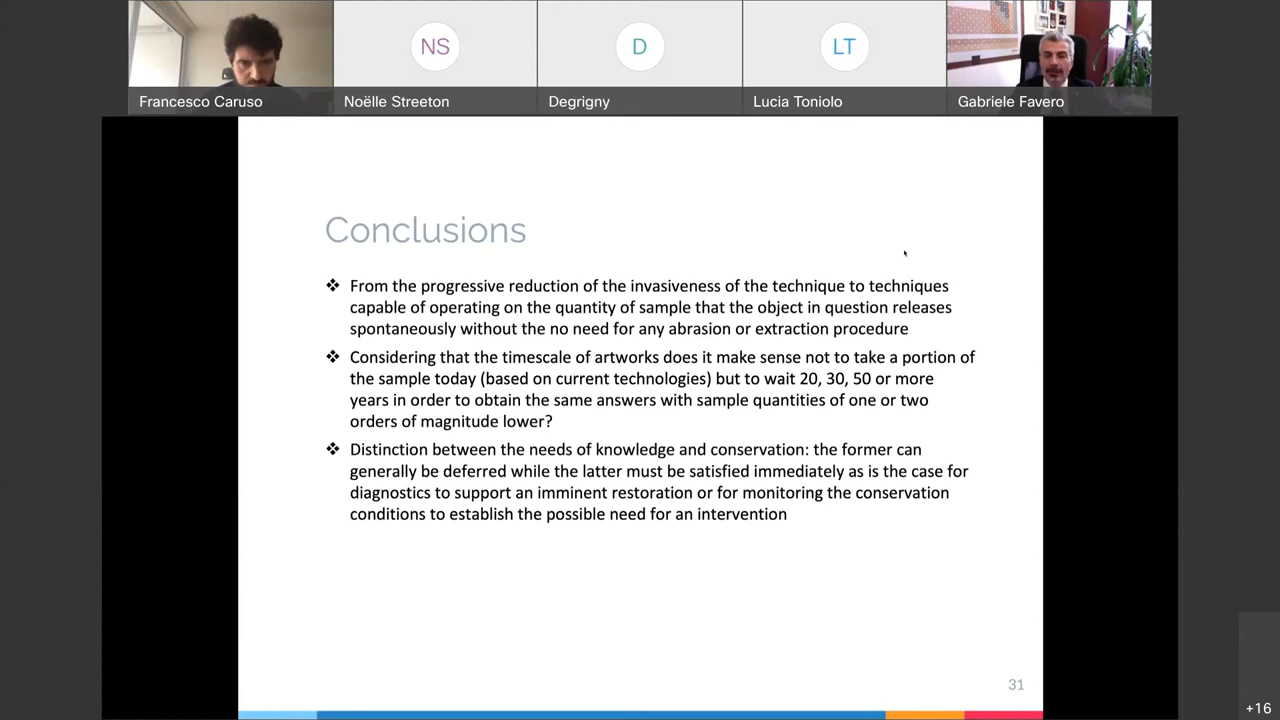 NS
D
LT
Francesco Caruso
Noëlle Streeton
Degrigny
Lucia Toniolo
Gabriele Favero
Conclusions
❖ From the progressive reduction of the invasiveness of the technique to techniques
capable of operating on the quantity of sample that the object in question releases
spontaneously without the no need for any abrasion or extraction procedure
❖ Considering that the timescale of artworks does it make sense not to take a portion of
the sample today (based on current technologies) but to wait 20, 30, 50 or more
years in order to obtain the same answers with sample quantities of one or two
orders of magnitude lower?
❖ Distinction between the needs of knowledge and conservation: the former can
generally be deferred while the latter must be satisfied immediately as is the case for
diagnostics to support an imminent restoration or for monitoring the conservation
conditions to establish the possible need for an intervention
31
+16